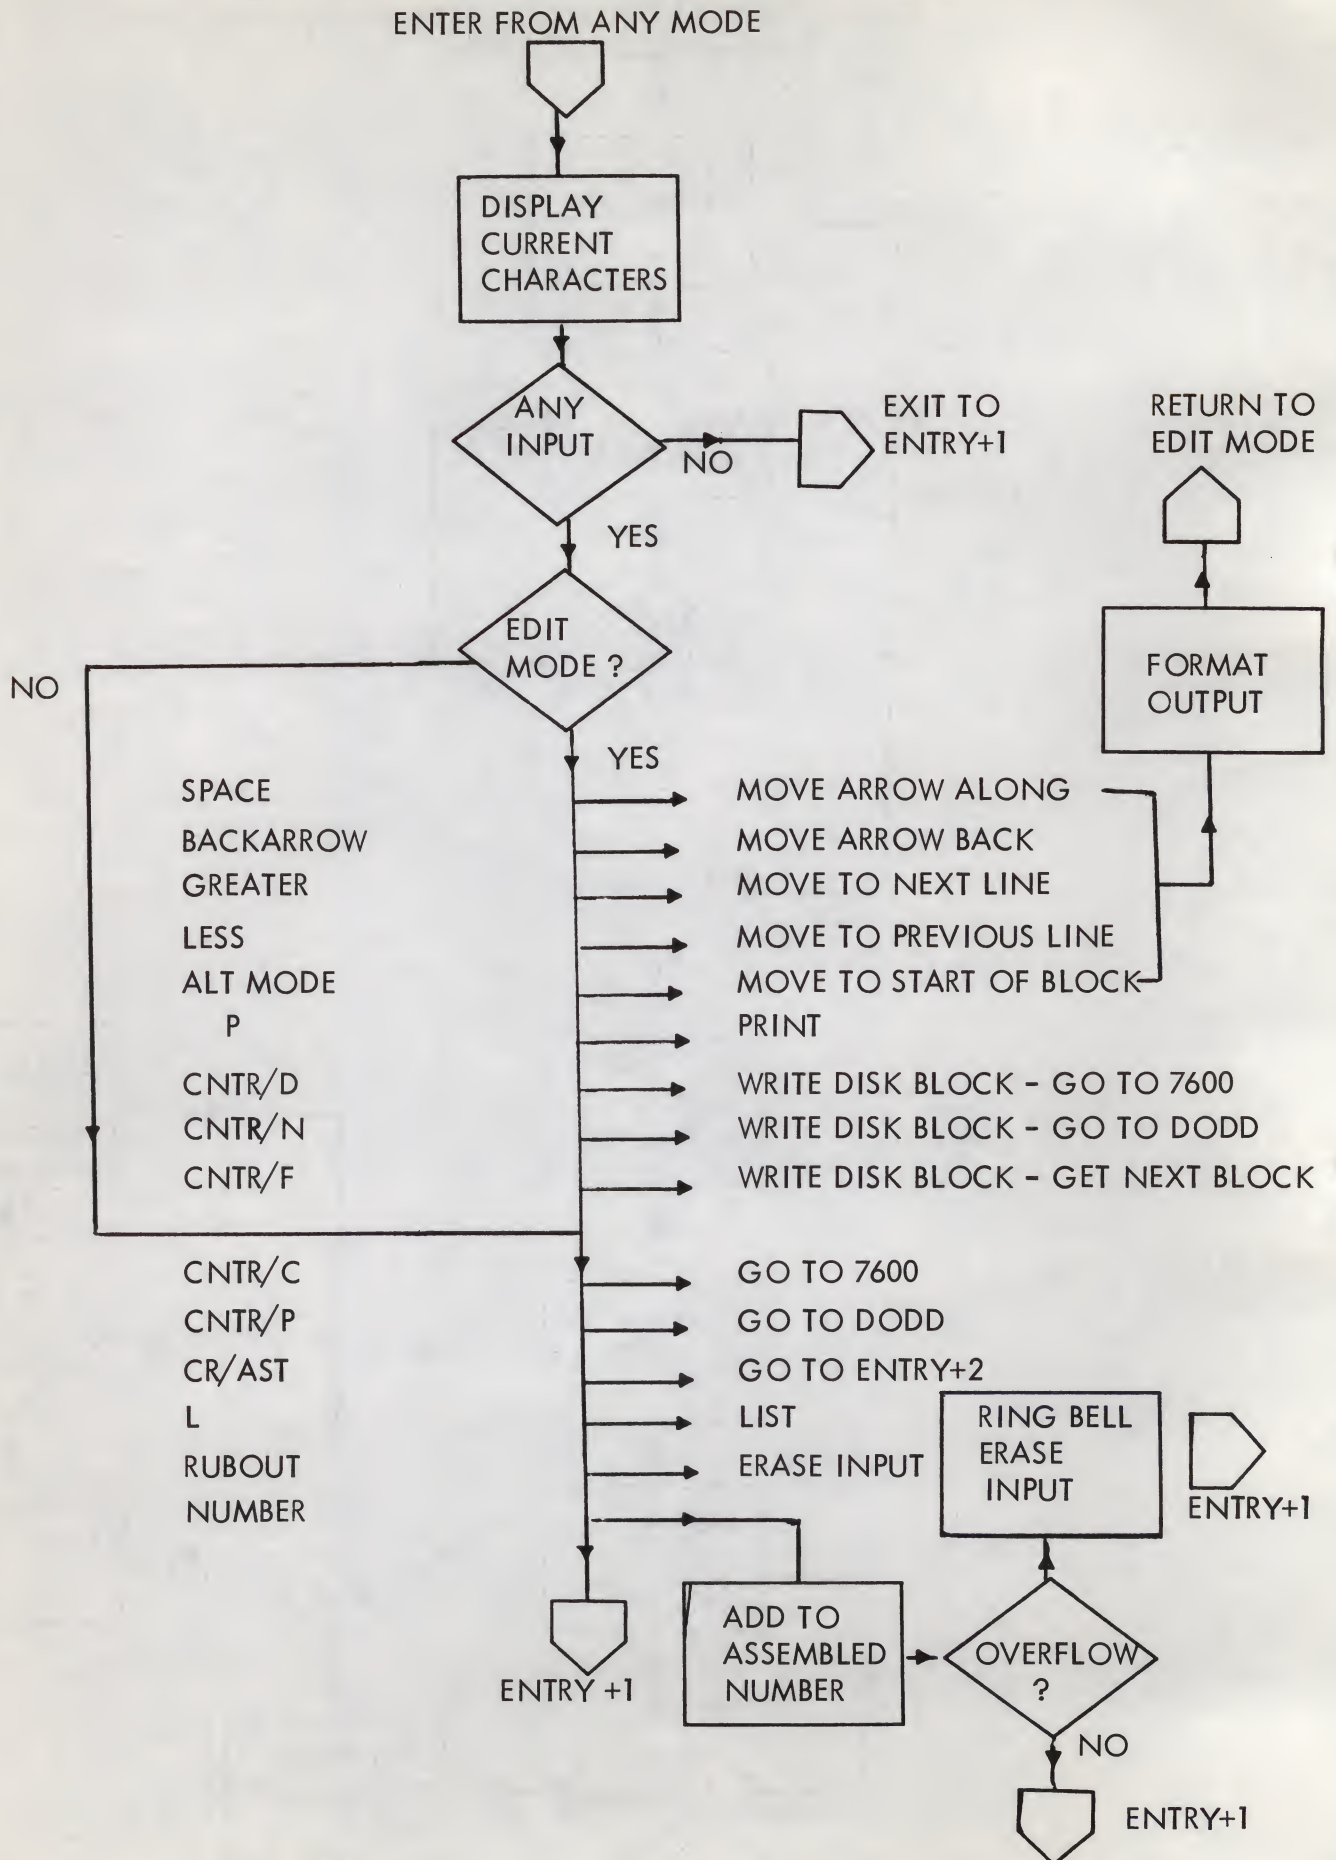 ENTER FROM ANY MODE
DISPLAY
CURRENT
CHARACTERS
ANY
INPUT
NO
EXIT TO
ENTRY+1
RETURN TO
EDIT MODE
YES
EDIT
MODE ?
NO
FORMAT
OUTPUT
YES
SPACE MOVE ARROW ALONG
BACKARROW MOVE ARROW BACK
GREATER MOVE TO NEXT LINE
LESS MOVE TO PREVIOUS LINE
ALT MODE MOVE TO START OF BLOCK
P PRINT
CNTR/D WRITE DISK BLOCK - GO TO 7600
CNTR/N WRITE DISK BLOCK - GO TO DODD
CNTR/F WRITE DISK BLOCK - GET NEXT BLOCK
CNTR/C GO TO 7600
CNTR/P GO TO DODD
CR/AST GO TO ENTRY+2
L LIST
RUBOUT ERASE INPUT
NUMBER
RING BELL
ERASE
INPUT
ENTRY+1
ADD TO
ASSEMBLED
NUMBER
OVERFLOW
?
ENTRY +1
NO
ENTRY+1